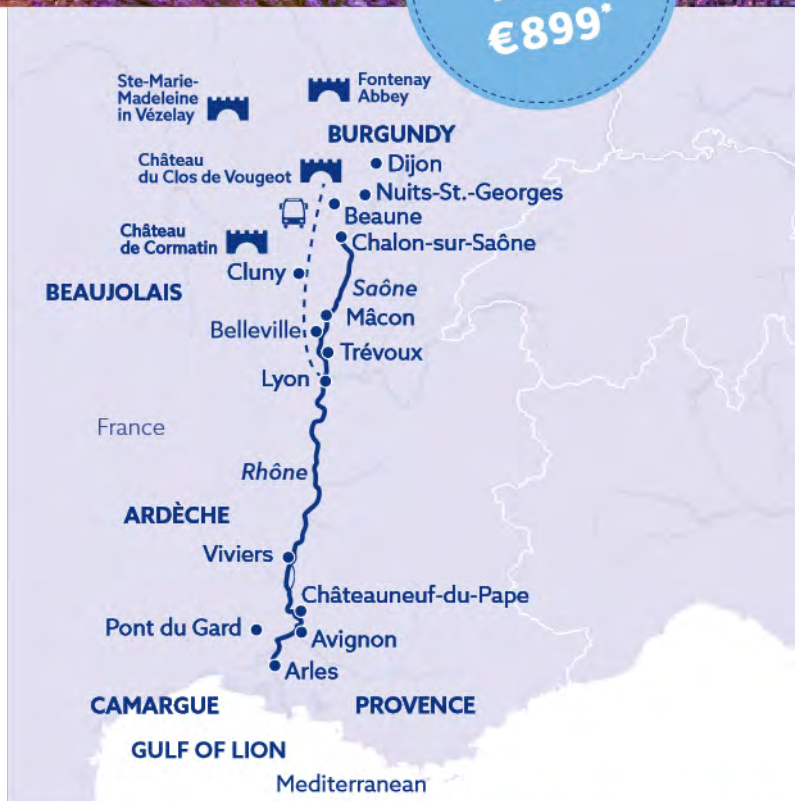 €899*
Ste-Marie-
Madeleine
in Vézelay
Fontenay
Abbey
BURGUNDY
Dijon
Château
du Clos de Vougeot
Nuits-St.-Georges
Beaune
Château
de Cormatin
Chalon-sur-Saône
Cluny
BEAUJOLAIS
Saône
Mâcon
Belleville
Trévoux
Lyon
France
Rhône
ARDÈCHE
Viviers
Châteauneuf-du-Pape
Pont du Gard
Avignon
Arles
CAMARGUE
PROVENCE
GULF OF LION
Mediterranean